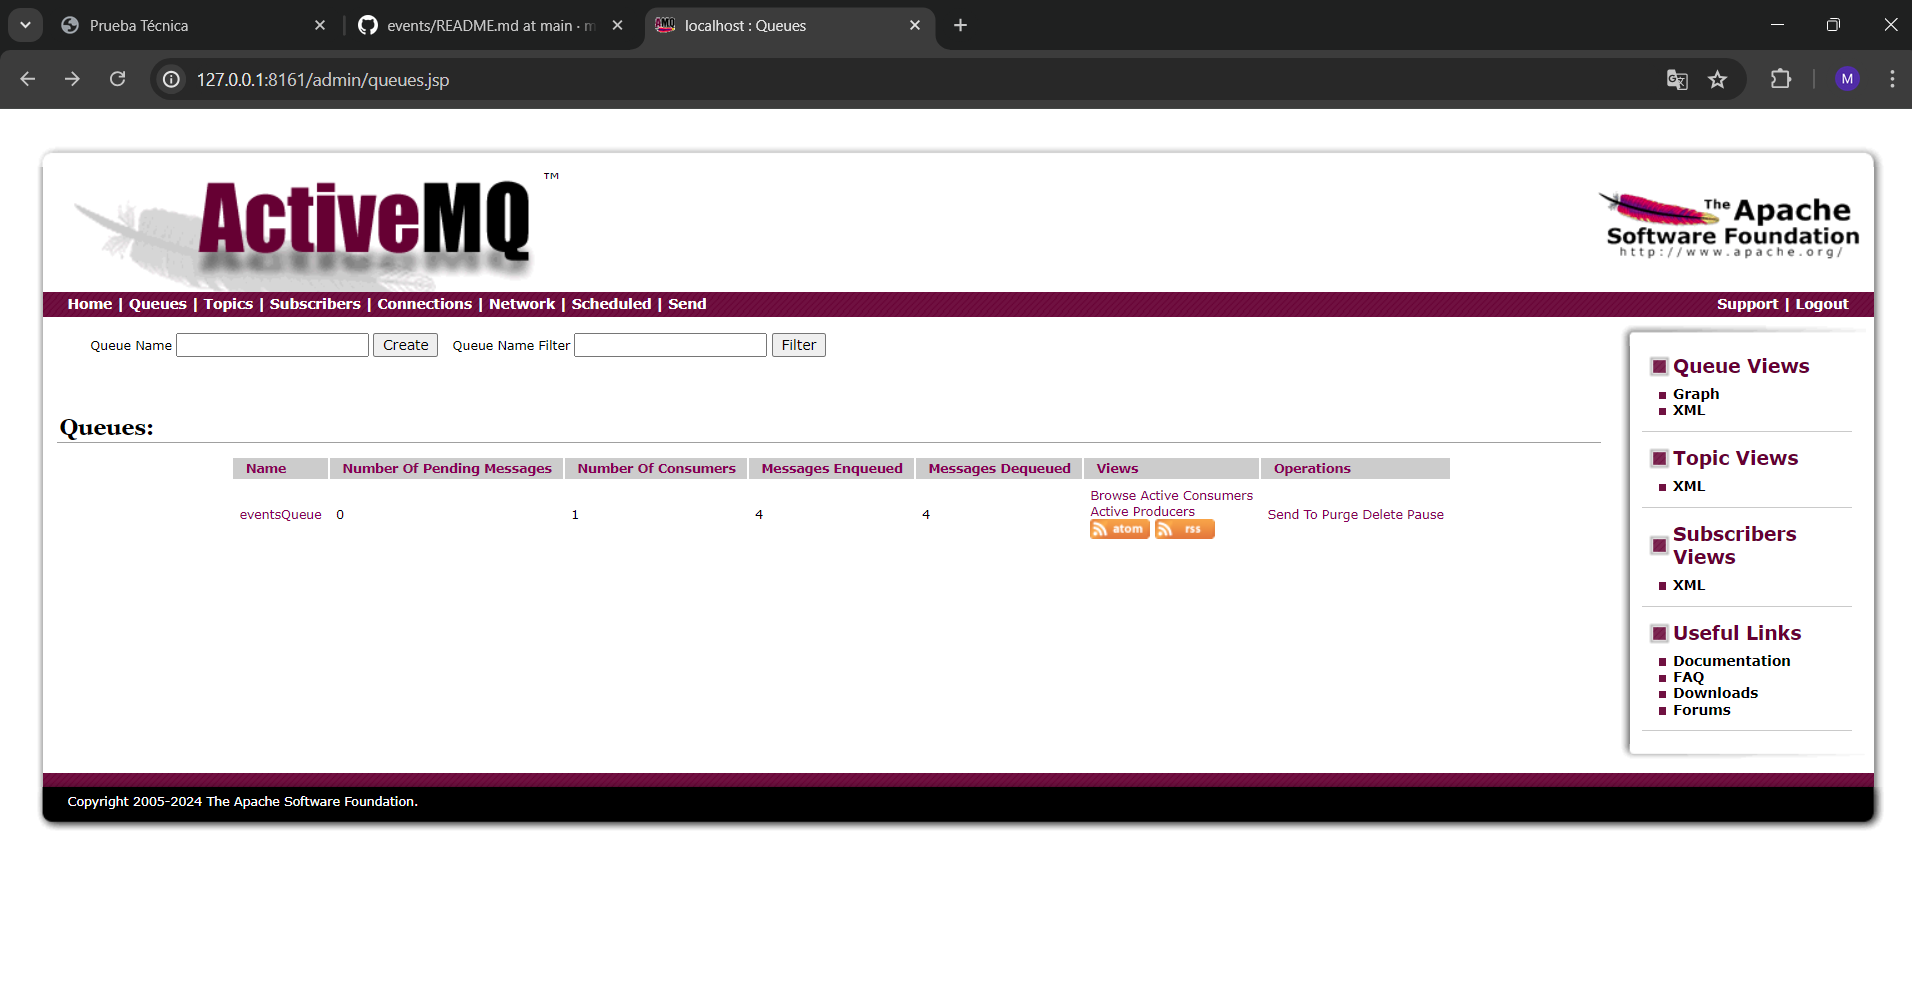 Prueba Técnica
events/README.md at main · m
localhost : Queues
127.0.0.1:8161/admin/queues.jsp
M
ActiveMQ ™
The Apache
Software Foundation
http://www.apache.org/
Home | Queues | Topics | Subscribers | Connections | Network | Scheduled | Send
Support | Logout
Queue Name Create Queue Name Filter Filter
Queues:
Name Number Of Pending Messages Number Of Consumers Messages Enqueued Messages Dequeued Views Operations
eventsQueue 0 1 4 4
Browse Active Consumers
Active Producers
atom rss
Send To Purge Delete Pause
Queue Views
Graph
XML
Topic Views
XML
Subscribers
Views
XML
Useful Links
Documentation
FAQ
Downloads
Forums
Copyright 2005-2024 The Apache Software Foundation.